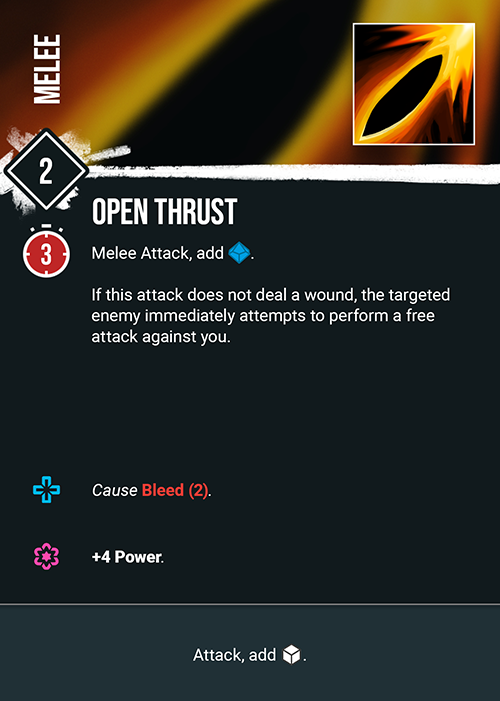 MELEE
2
OPEN THRUST
3
Melee Attack, add .
If this attack does not deal a wound, the targeted
enemy immediately attempts to perform a free
attack against you.
Cause Bleed (2).
+4 Power.
Attack, add .